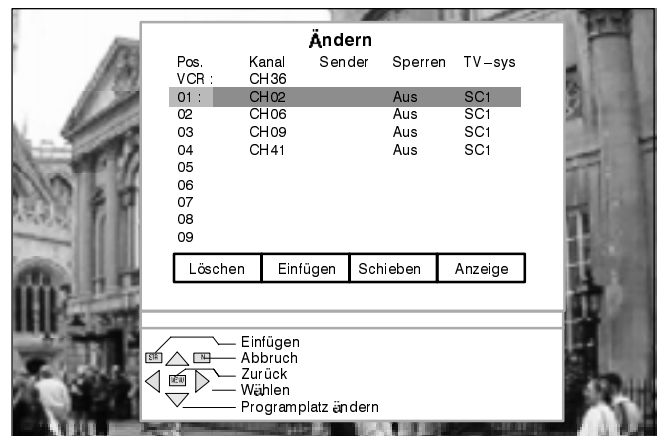 Ändern
Pos. Kanal Sender Sperren TV-sys
VCR : CH36
01 : CH02 Aus SC1
02 CH06 Aus SC1
03 CH09 Aus SC1
04 CH41 Aus SC1
05
06
07
08
09
Löschen Einfügen Schieben Anzeige
Einfügen
STR N Abbruch
MENU Zurück
Wählen
Programplatz ändern